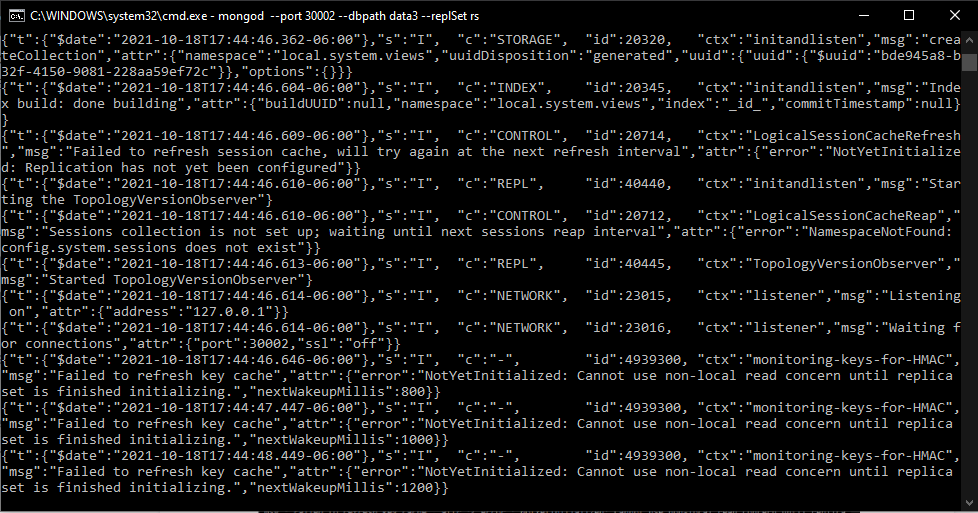 C:\WINDOWS\system32\cmd.exe - mongod  --port 30002 --dbpath data3 --replSet rs
{"t":{"$date":"2021-10-18T17:44:46.362-06:00"},"s":"I",  "c":"STORAGE",  "id":20320,   "ctx":"initandlisten","msg":"crea
teCollection","attr":{"namespace":"local.system.views","uuidDisposition":"generated","uuid":{"uuid":{"$uuid":"bde945a8-b
32f-4150-9081-228aa59ef72c"}},"options":{}}}
{"t":{"$date":"2021-10-18T17:44:46.604-06:00"},"s":"I",  "c":"INDEX",    "id":20345,   "ctx":"initandlisten","msg":"Inde
x build: done building","attr":{"buildUUID":null,"namespace":"local.system.views","index":"_id_","commitTimestamp":null}
}
{"t":{"$date":"2021-10-18T17:44:46.609-06:00"},"s":"I",  "c":"CONTROL",  "id":20714,   "ctx":"LogicalSessionCacheRefresh
","msg":"Failed to refresh session cache, will try again at the next refresh interval","attr":{"error":"NotYetInitialize
d: Replication has not yet been configured"}}
{"t":{"$date":"2021-10-18T17:44:46.610-06:00"},"s":"I",  "c":"REPL",     "id":40440,   "ctx":"initandlisten","msg":"Star
ting the TopologyVersionObserver"}
{"t":{"$date":"2021-10-18T17:44:46.610-06:00"},"s":"I",  "c":"CONTROL",  "id":20712,   "ctx":"LogicalSessionCacheReap","
msg":"Sessions collection is not set up; waiting until next sessions reap interval","attr":{"error":"NamespaceNotFound:
config.system.sessions does not exist"}}
{"t":{"$date":"2021-10-18T17:44:46.613-06:00"},"s":"I",  "c":"REPL",     "id":40445,   "ctx":"TopologyVersionObserver","
msg":"Started TopologyVersionObserver"}
{"t":{"$date":"2021-10-18T17:44:46.614-06:00"},"s":"I",  "c":"NETWORK",  "id":23015,   "ctx":"listener","msg":"Listening
 on","attr":{"address":"127.0.0.1"}}
{"t":{"$date":"2021-10-18T17:44:46.614-06:00"},"s":"I",  "c":"NETWORK",  "id":23016,   "ctx":"listener","msg":"Waiting f
or connections","attr":{"port":30002,"ssl":"off"}}
{"t":{"$date":"2021-10-18T17:44:46.646-06:00"},"s":"I",  "c":"-",        "id":4939300, "ctx":"monitoring-keys-for-HMAC",
"msg":"Failed to refresh key cache","attr":{"error":"NotYetInitialized: Cannot use non-local read concern until replica
set is finished initializing.","nextWakeupMillis":800}}
{"t":{"$date":"2021-10-18T17:44:47.447-06:00"},"s":"I",  "c":"-",        "id":4939300, "ctx":"monitoring-keys-for-HMAC",
"msg":"Failed to refresh key cache","attr":{"error":"NotYetInitialized: Cannot use non-local read concern until replica
set is finished initializing.","nextWakeupMillis":1000}}
{"t":{"$date":"2021-10-18T17:44:48.449-06:00"},"s":"I",  "c":"-",        "id":4939300, "ctx":"monitoring-keys-for-HMAC",
"msg":"Failed to refresh key cache","attr":{"error":"NotYetInitialized: Cannot use non-local read concern until replica
set is finished initializing.","nextWakeupMillis":1200}}